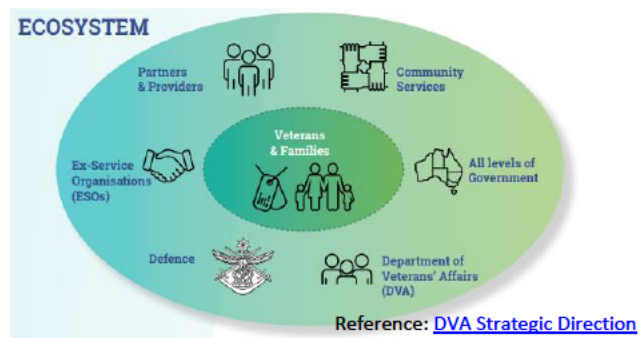 ECOSYSTEM
Partners
& Providers
Community
Services
Veterans
& Families
Ex-Service
Organisations
(ESOs)
All levels of
Government
Defence
Department of
Veterans' Affairs
(DVA)
Reference: DVA Strategic Direction